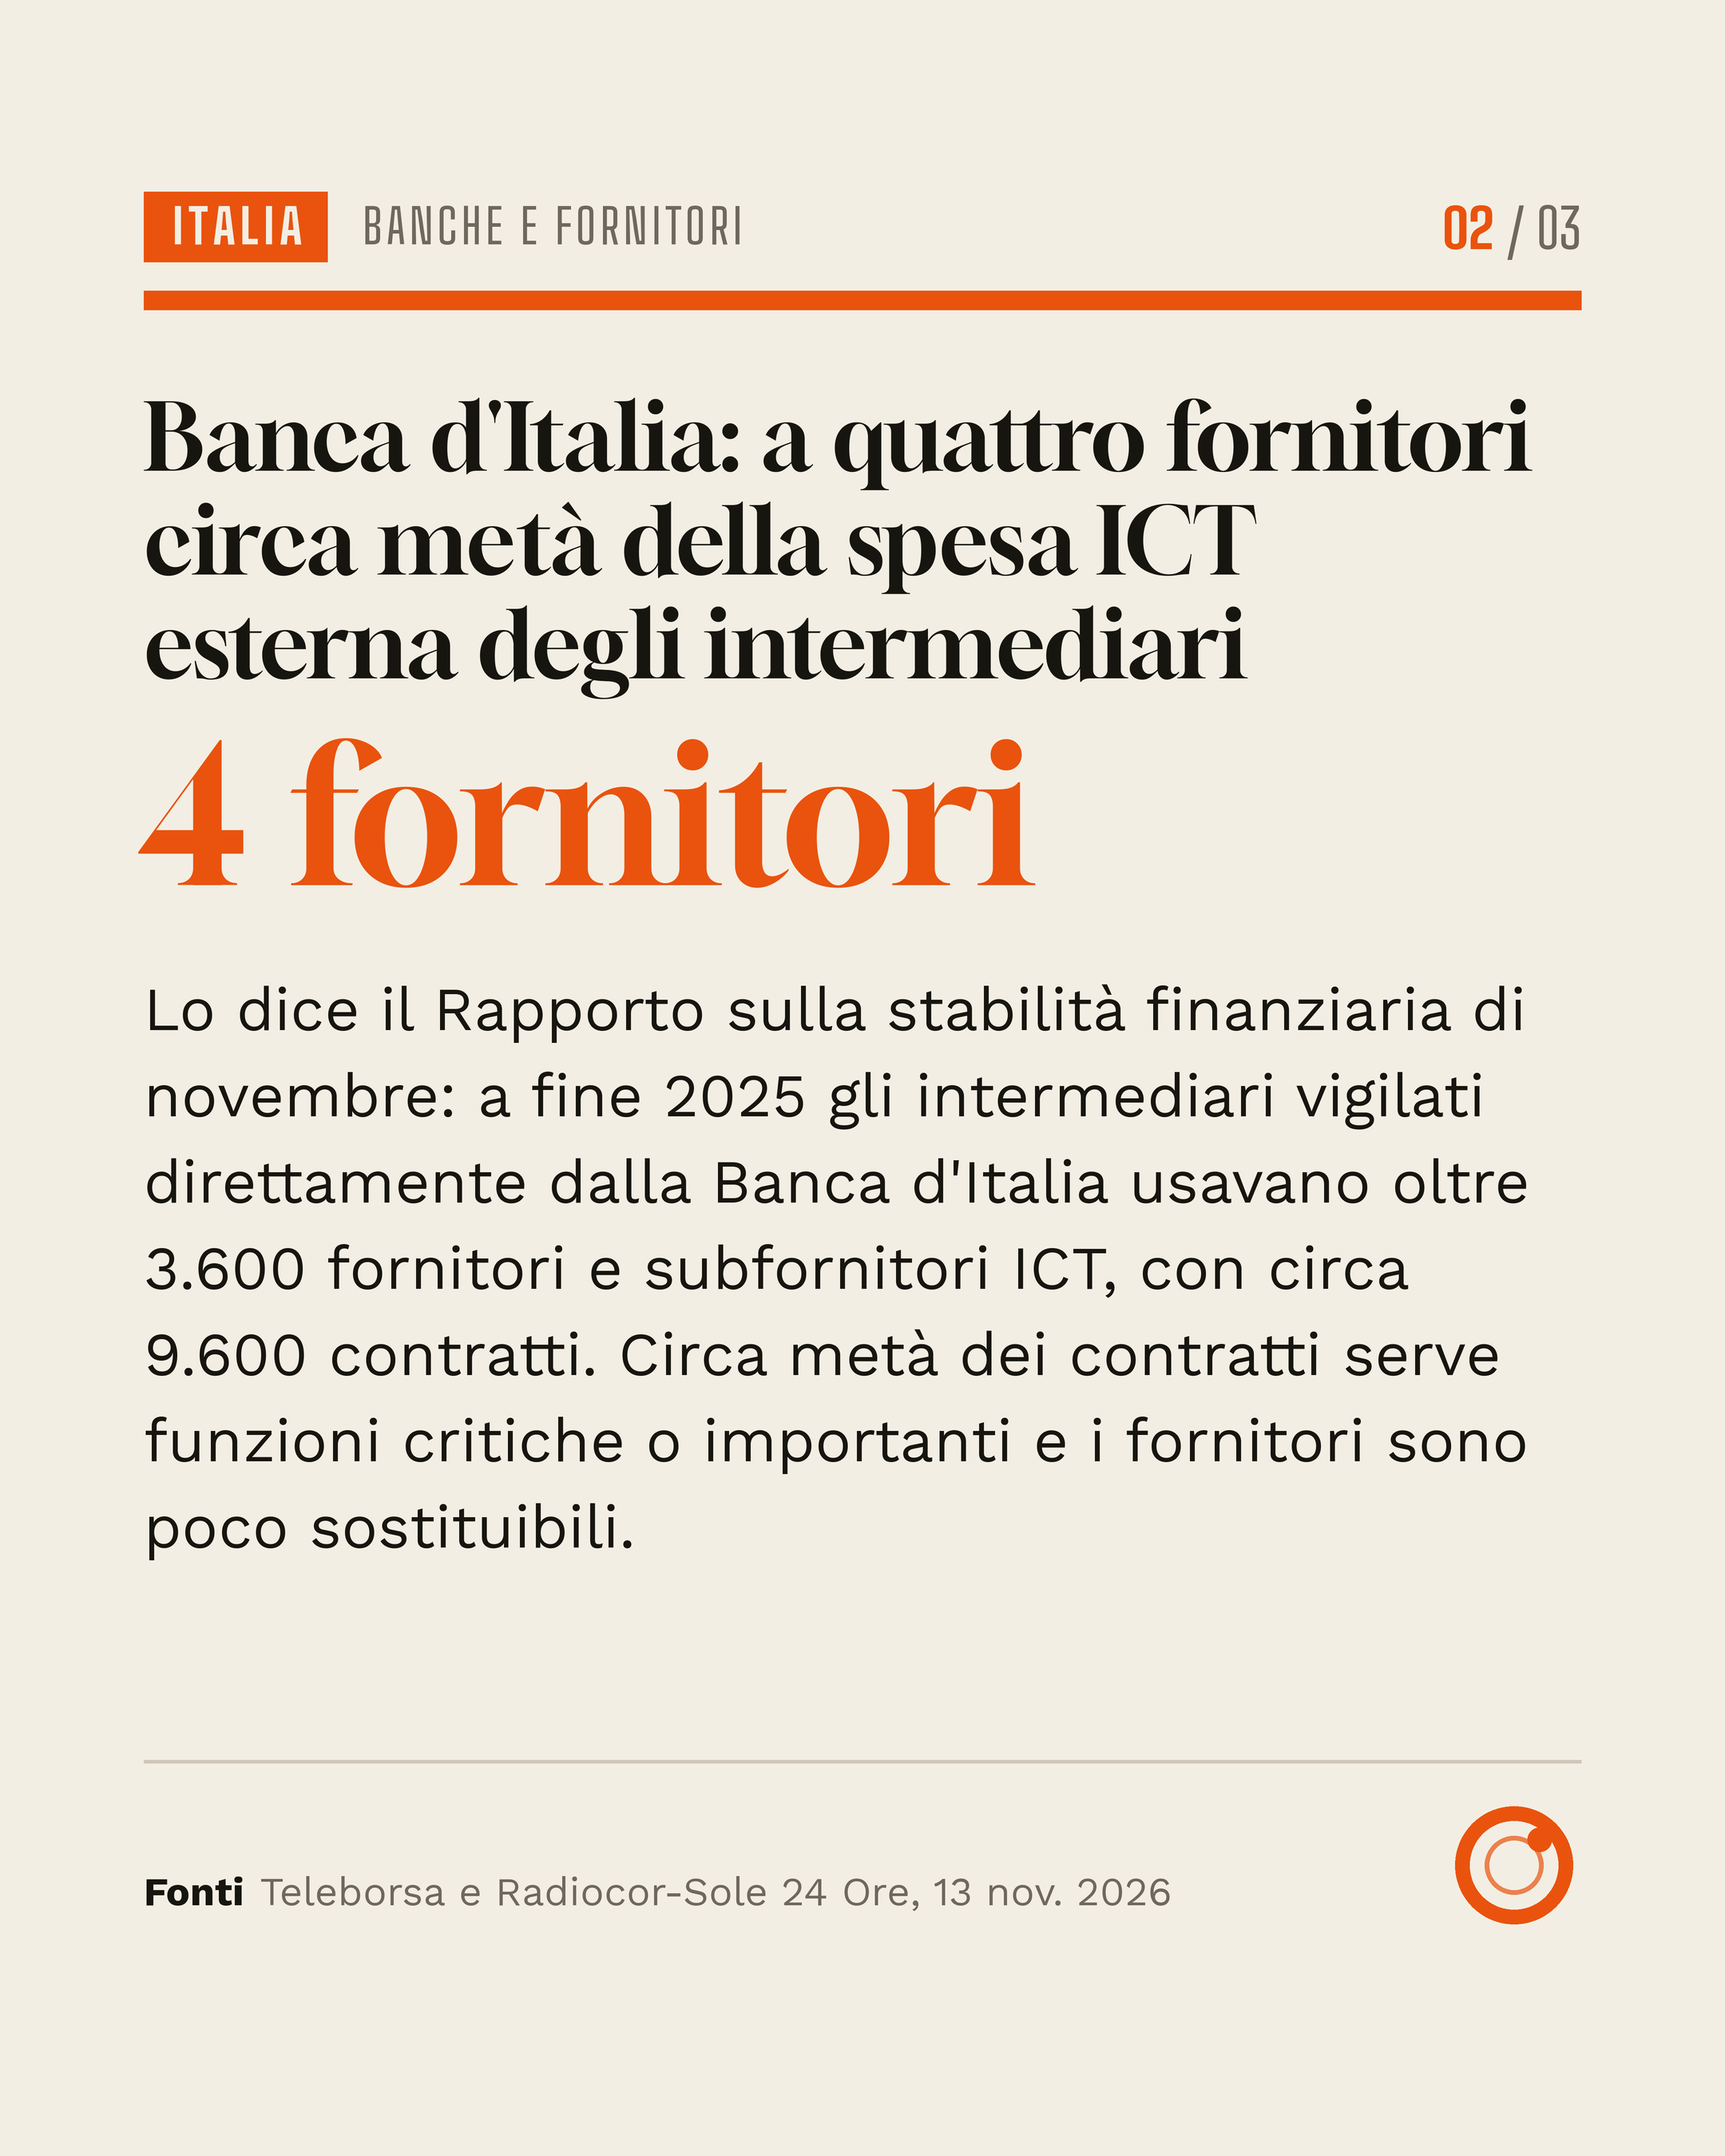 ITALIA BANCHE E FORNITORI 02 / 03
Banca d'Italia: a quattro fornitori
circa metà della spesa ICT
esterna degli intermediari
4 fornitori
Lo dice il Rapporto sulla stabilità finanziaria di
novembre: a fine 2025 gli intermediari vigilati
direttamente dalla Banca d'Italia usavano oltre
3.600 fornitori e subfornitori ICT, con circa
9.600 contratti. Circa metà dei contratti serve
funzioni critiche o importanti e i fornitori sono
poco sostituibili.
Fonti Teleborsa e Radiocor-Sole 24 Ore, 13 nov. 2026